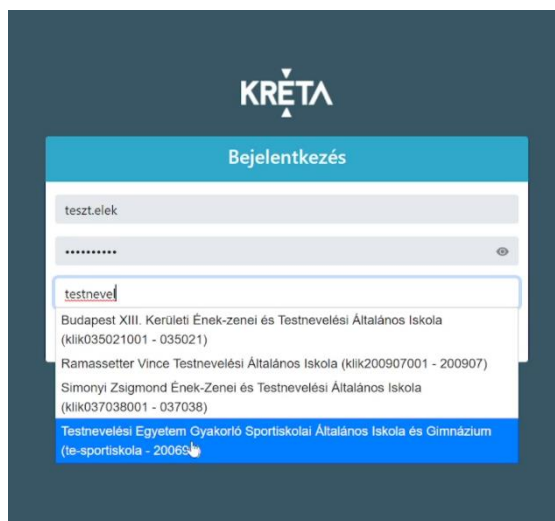 KRÉTA
Bejelentkezés
teszt.elek
••••••••••
testnevel
Budapest XIII. Kerületi Ének-zenei és Testnevelési Általános Iskola
(klik035021001 - 035021)
Ramassetter Vince Testnevelési Általános Iskola (klik200907001 - 200907)
Simonyi Zsigmond Ének-Zenei és Testnevelési Általános Iskola
(klik037038001 - 037038)
Testnevelési Egyetem Gyakorló Sportiskolai Általános Iskola és Gimnázium
(te-sportiskola -